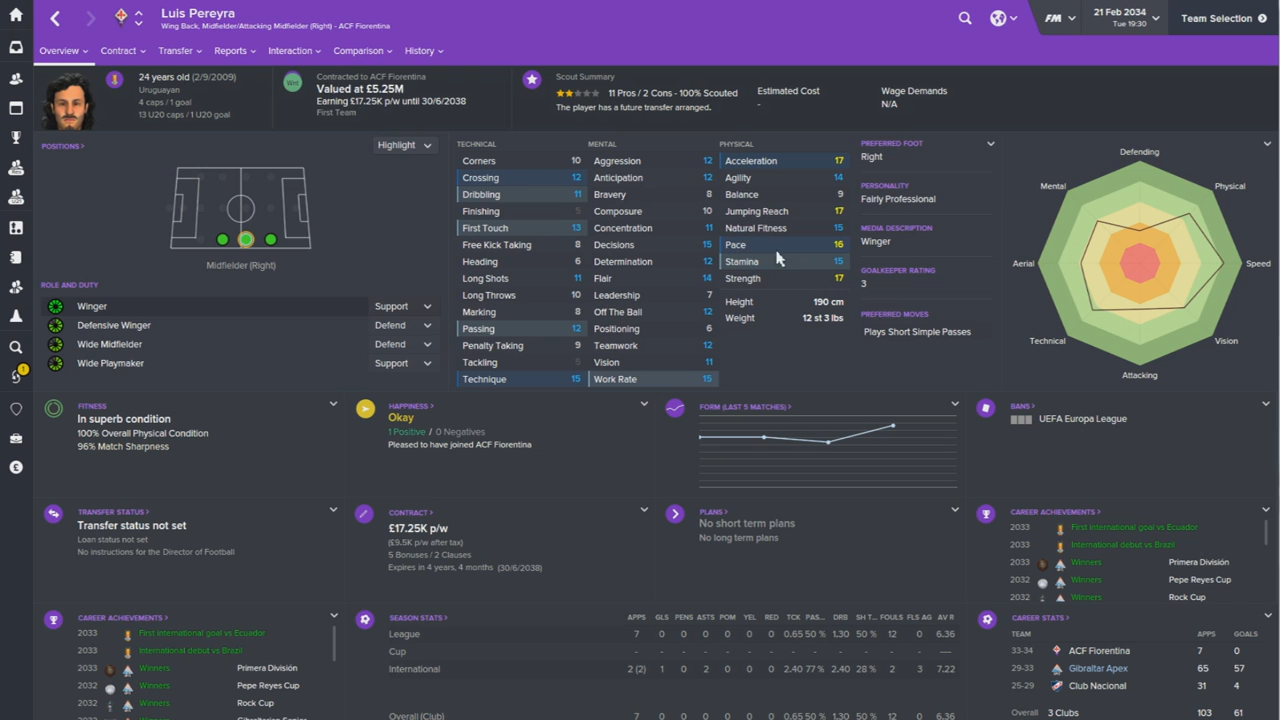 Luis Pereyra
Wing Back, Midfielder/Attacking Midfielder (Right) - ACF Fiorentina
FM
21 Feb 2034
Tue 19:30
Team Selection
Overview
Contract
Transfer
Reports
Interaction
Comparison
History
24 years old (2/9/2009)
Uruguayan
4 caps / 1 goal
13 U20 caps / 1 U20 goal
Wnt
Contracted to ACF Fiorentina
Valued at £5.25M
Earning £17.25K p/w until 30/6/2038
First Team
Scout Summary
11 Pros / 2 Cons - 100% Scouted
The player has a future transfer arranged.
Estimated Cost
-
Wage Demands
N/A
POSITIONS >
Highlight
Midfielder (Right)
ROLE AND DUTY
Winger Support
Defensive Winger Defend
Wide Midfielder Defend
Wide Playmaker Support
TECHNICAL
Corners 10
Crossing 12
Dribbling 11
Finishing 5
First Touch 13
Free Kick Taking 8
Heading 6
Long Shots 11
Long Throws 10
Marking 8
Passing 12
Penalty Taking 9
Tackling 5
Technique 15
MENTAL
Aggression 12
Anticipation 12
Bravery 8
Composure 10
Concentration 11
Decisions 15
Determination 12
Flair 14
Leadership 7
Off The Ball 12
Positioning 6
Teamwork 12
Vision 11
Work Rate 15
PHYSICAL
Acceleration 17
Agility 14
Balance 9
Jumping Reach 17
Natural Fitness 15
Pace 16
Stamina 15
Strength 17
Height 190 cm
Weight 12 st 3 lbs
PREFERRED FOOT
Right
PERSONALITY
Fairly Professional
MEDIA DESCRIPTION
Winger
GOALKEEPER RATING
3
PREFERRED MOVES
Plays Short Simple Passes
Defending
Mental
Physical
Aerial
Speed
Technical
Vision
Attacking
FITNESS
In superb condition
100% Overall Physical Condition
96% Match Sharpness
HAPPINESS >
Okay
1 Positive / 0 Negatives
Pleased to have joined ACF Fiorentina
FORM (LAST 5 MATCHES) >
BANS >
UEFA Europa League
TRANSFER STATUS >
Transfer status not set
Loan status not set
No instructions for the Director of Football
CONTRACT >
£17.25K p/w
(£9.5K p/w after tax)
5 Bonuses / 2 Clauses
Expires in 4 years, 4 months (30/6/2038)
PLANS >
No short term plans
No long term plans
CAREER ACHIEVEMENTS >
2033 First international goal vs Ecuador
2033 International debut vs Brazil
2033 Winners Primera División
2032 Winners Pepe Reyes Cup
2032 Winners Rock Cup
CAREER ACHIEVEMENTS >
2033 First international goal vs Ecuador
2033 International debut vs Brazil
2033 Winners Primera División
2032 Winners Pepe Reyes Cup
2032 Winners Rock Cup
SEASON STATS > APPS GLS PENS ASTS POM YEL RED TCK PAS... DRB SH T... FOULS FLS AG AV R
League 7 0 0 0 0 0 0 0.65 50 % 1.30 50 % 12 0 6.36
Cup - - - - - - - - - - - - - ----
International 2 (2) 1 0 2 0 0 0 2.40 77 % 2.40 28 % 2 3 7.22
Overall (Club) 7 0 0 0 0 0 0 0.65 50 % 1.30 50 % 12 0 6.36
CAREER STATS >
TEAM APPS GOALS
33-34 ACF Fiorentina 7 0
29-33 Gibraltar Apex 65 57
25-29 Club Nacional 31 4
Overall 3 Clubs 103 61